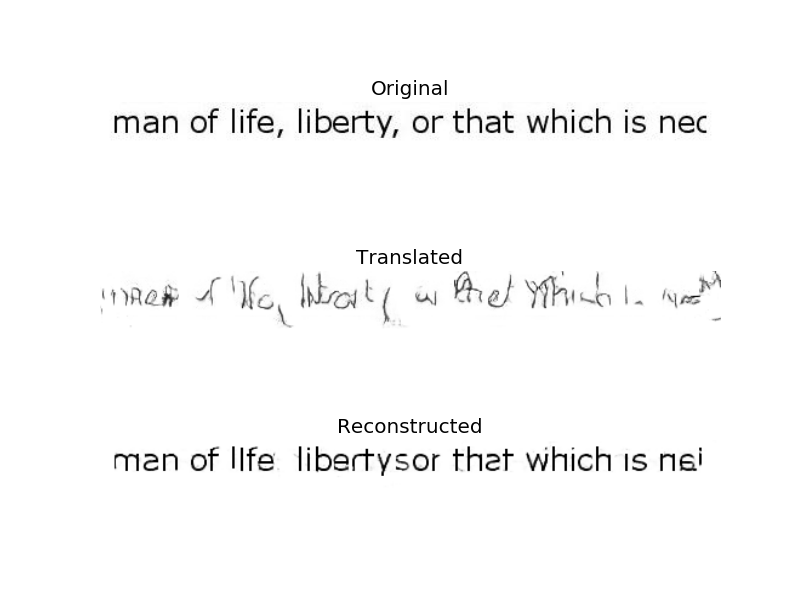 Original
man of life, liberty, or that which is nec
Translated
Reconstructed
man of life libertysor that which is nei